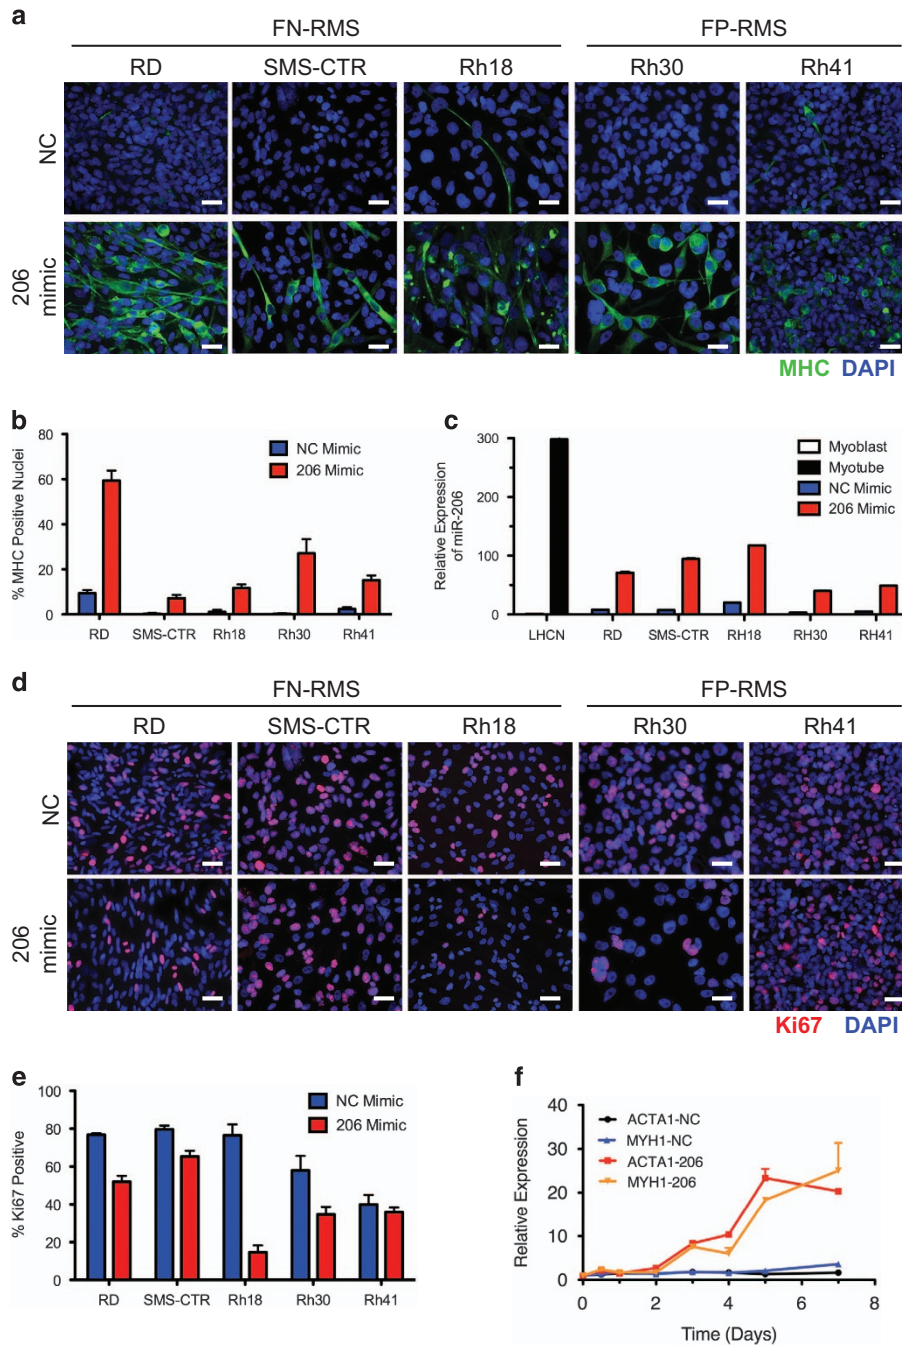 a
FN-RMS FP-RMS
RD SMS-CTR Rh18 Rh30 Rh41
NC
206 mimic
MHC DAPI
b
% MHC Positive Nuclei
80
60
40
20
0
NC Mimic
206 Mimic
RD SMS-CTR Rh18 Rh30 Rh41
c
Relative Expression of miR-206
300
200
100
0
Myoblast
Myotube
NC Mimic
206 Mimic
LHCN RD SMS-CTR RH18 RH30 RH41
d
FN-RMS FP-RMS
RD SMS-CTR Rh18 Rh30 Rh41
NC
206 mimic
Ki67 DAPI
e
% Ki67 Positive
100
80
60
40
20
0
NC Mimic
206 Mimic
RD SMS-CTR Rh18 Rh30 Rh41
f
Relative Expression
40
30
20
10
0
ACTA1-NC
MYH1-NC
ACTA1-206
MYH1-206
0 2 4 6 8
Time (Days)